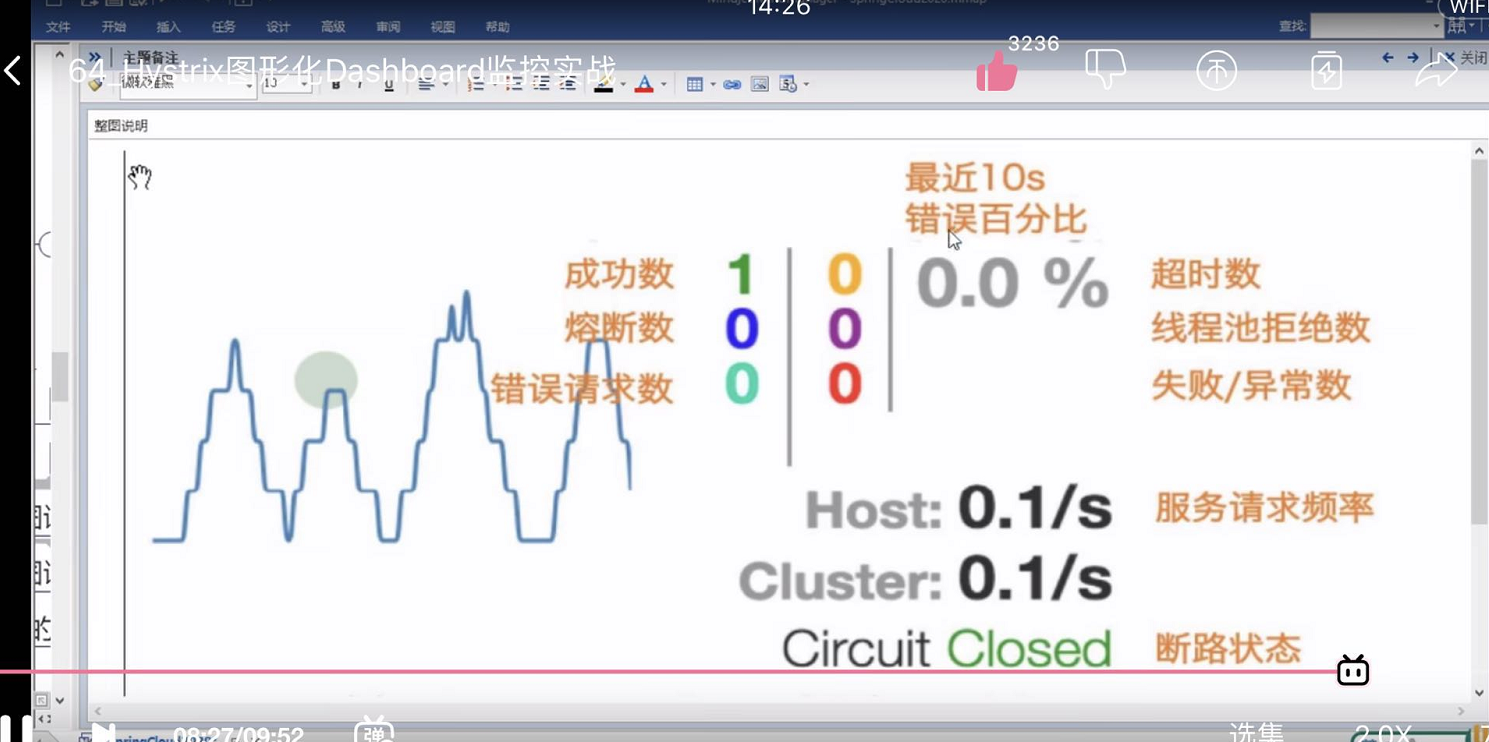 14:26
WIFI
文件 开始 插入 任务 设计 高级 审阅 视图 帮助 查找:
3236
主题备注 关闭
64_Hystrix图形化Dashboard监控实战
整图说明
最近10s
错误百分比
成功数 1 0 0.0 % 超时数
熔断数 0 0 线程池拒绝数
错误请求数 0 0 失败/异常数
Host: 0.1/s 服务请求频率
Cluster: 0.1/s
Circuit Closed 断路状态
08:27/09:52 弹 选集 2.0X